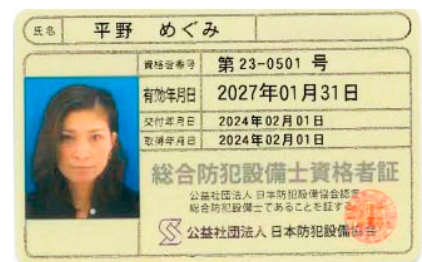 氏名 平野 めぐみ
資格番号 第 23-0501 号
有効年月日 2027年01月31日
交付年月日 2024年02月01日
取得年月日 2024年02月01日
総合防犯設備士資格者証
公益社団法人 日本防犯設備協会認定
総合防犯設備士であることを証す
公益社団法人 日本防犯設備協会